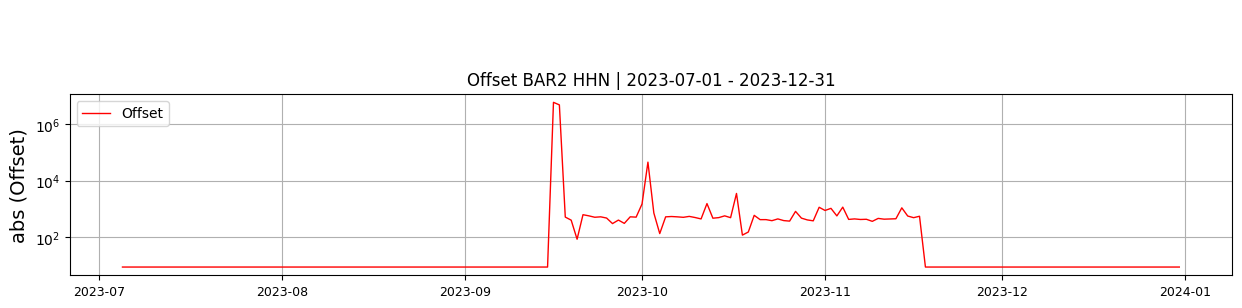 Offset BAR2 HHN | 2023-07-01 - 2023-12-31
Offset
abs (Offset)
10^6
10^4
10^2
2023-07 2023-08 2023-09 2023-10 2023-11 2023-12 2024-01